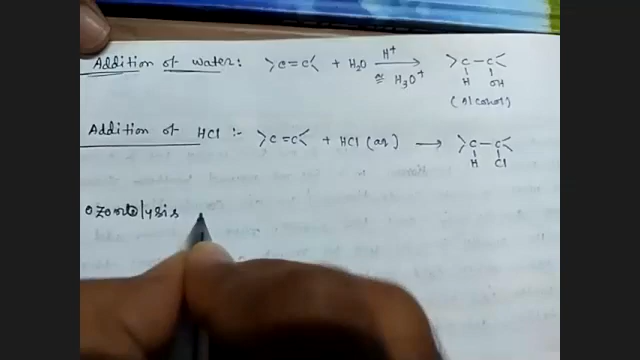 Addition of water: >C=C< + H₂O —H⁺/≅ H₃O⁺→ >C–C<
H OH
(Alcohol)
Addition of HCl :- >C=C< + HCl (aq) → >C–C<
H Cl
ozonolysis